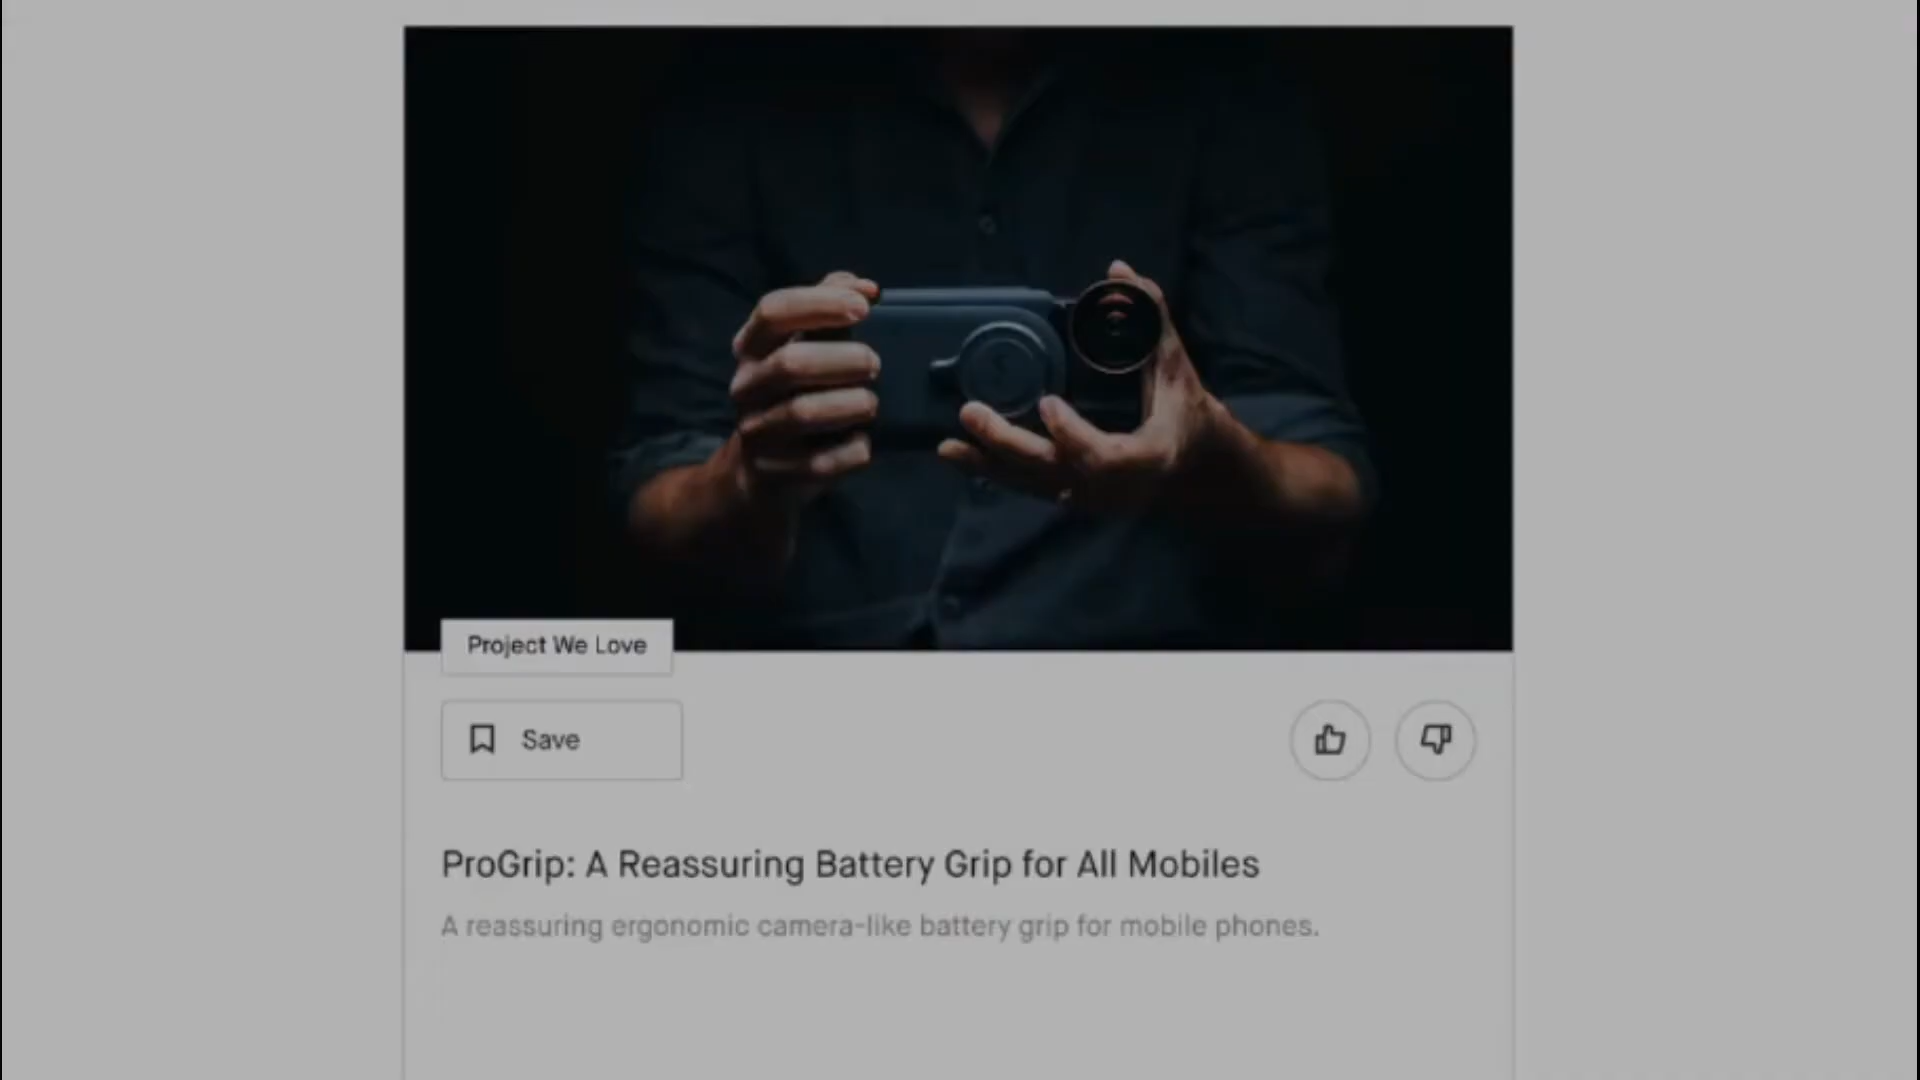 Project We Love
Save
ProGrip: A Reassuring Battery Grip for All Mobiles
A reassuring ergonomic camera-like battery grip for mobile phones.